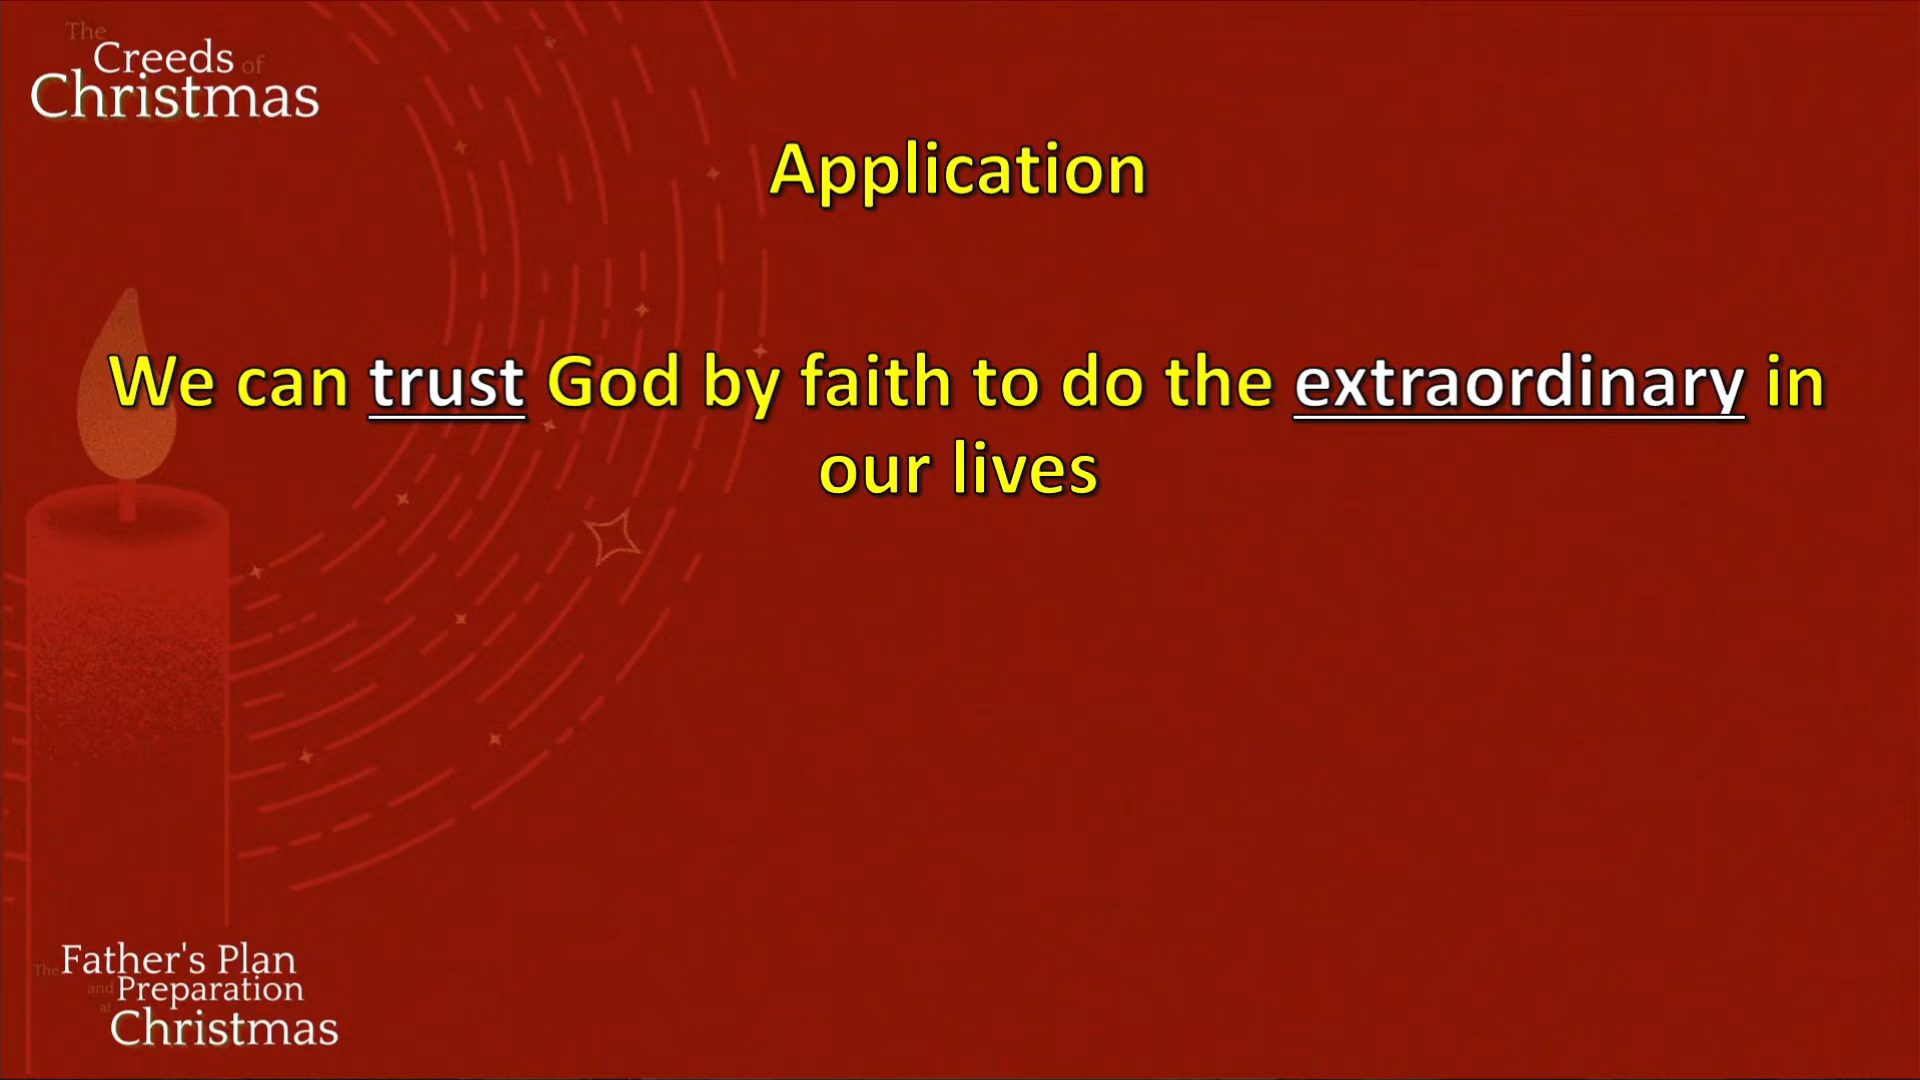 The
Creeds of
Christmas
Application
We can trust God by faith to do the extraordinary in
our lives
The Father's Plan
and Preparation
at
Christmas